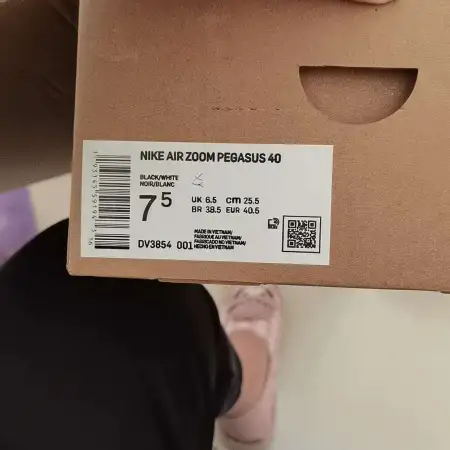 NIKE AIR ZOOM PEGASUS 40
BLACK/WHITE
NOIR/BLANC
7 5
UK 6.5 cm 25.5
BR 38.5 EUR 40.5
DV3854 001
MADE IN VIETNAM/
FABRIQUE AU VIETNAM/
FABRICADO NO VIETNAM/
HECHO EN VIETNAM